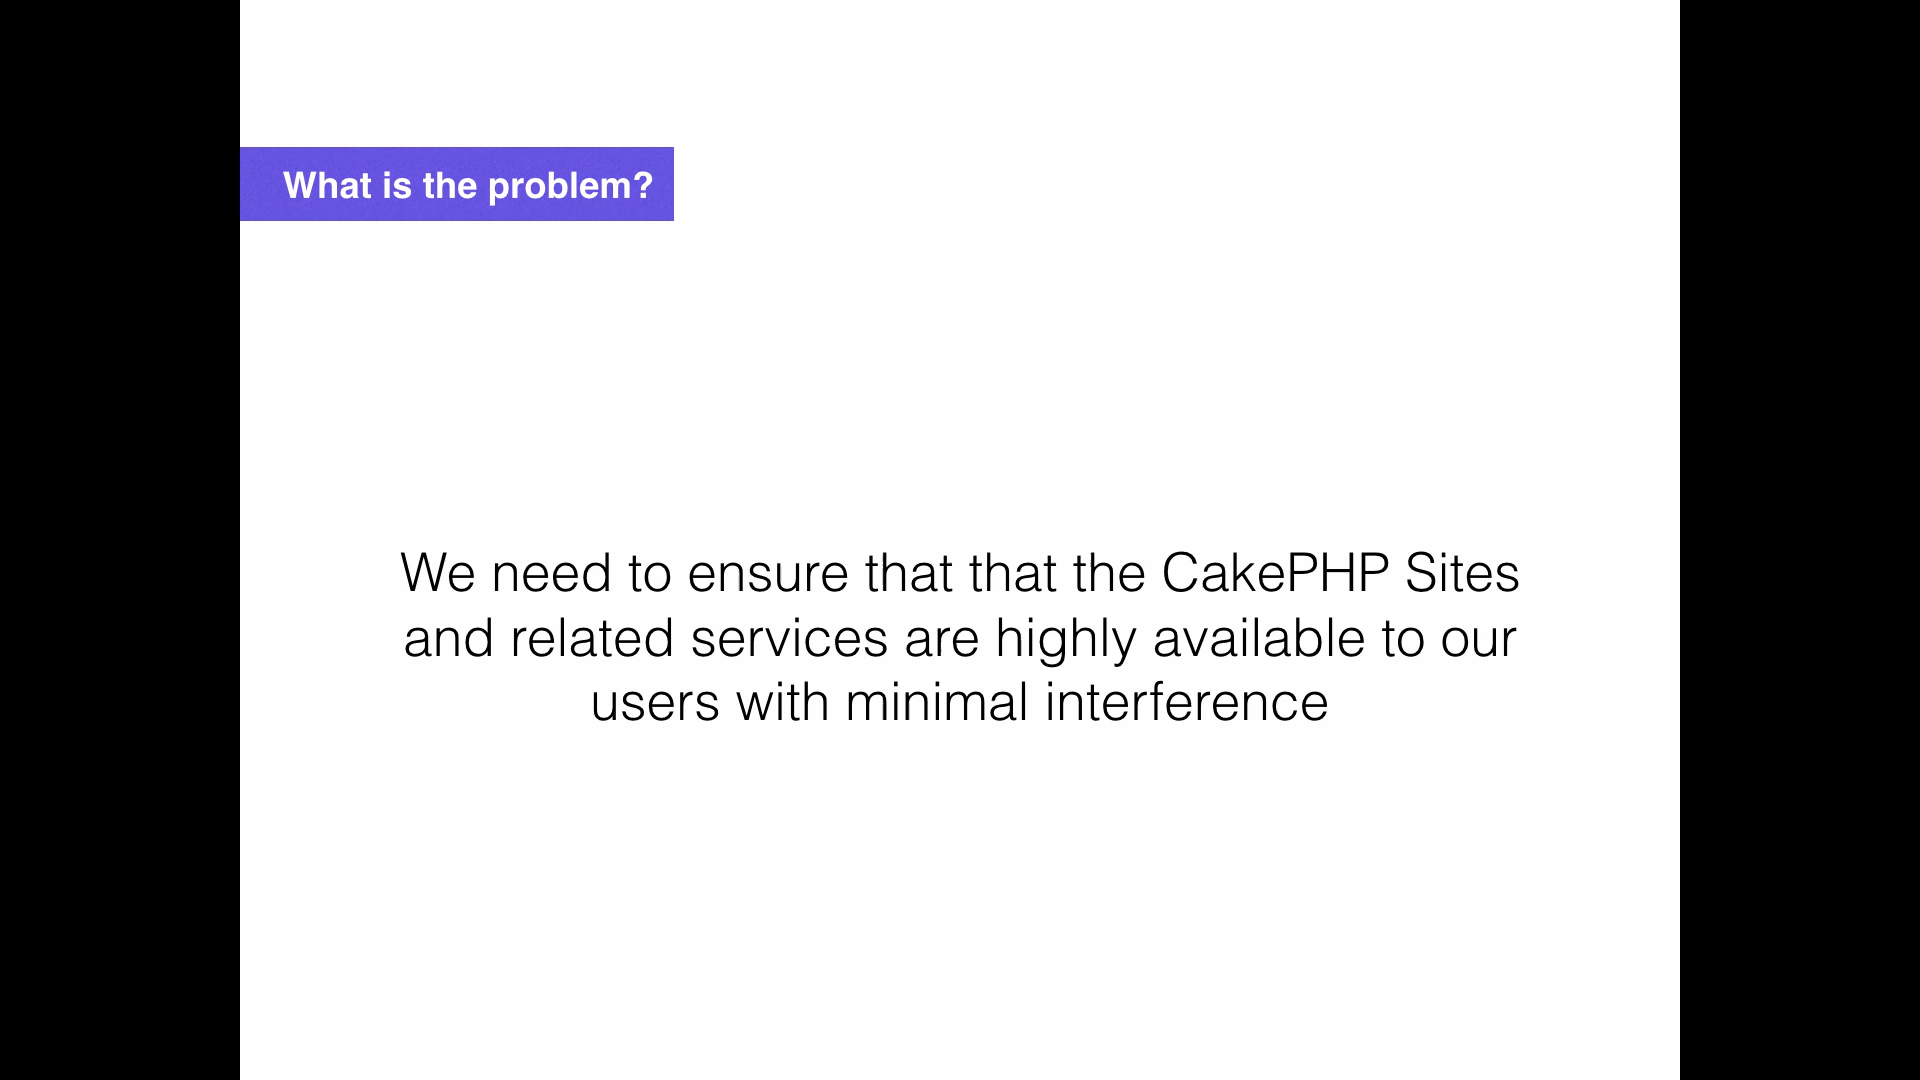 What is the problem?
We need to ensure that that the CakePHP Sites
and related services are highly available to our
users with minimal interference